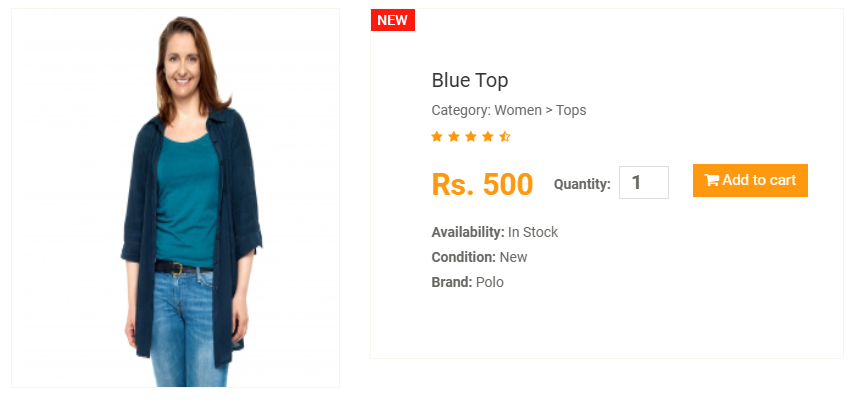 NEW
Blue Top
Category: Women > Tops
Rs. 500 Quantity: 1 Add to cart
Availability: In Stock
Condition: New
Brand: Polo